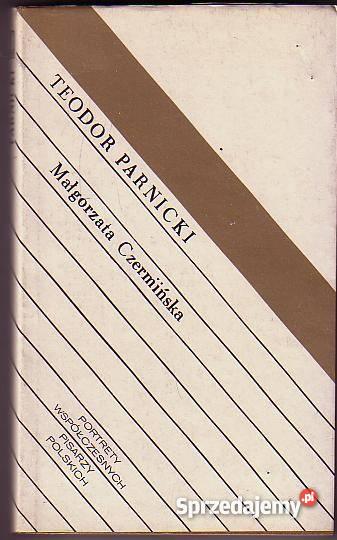 TEODOR PARNICKI
Małgorzata Czermińska
PORTRETY
WSPÓŁCZESNYCH
PISARZY
POLSKICH
Sprzedajemy.pl